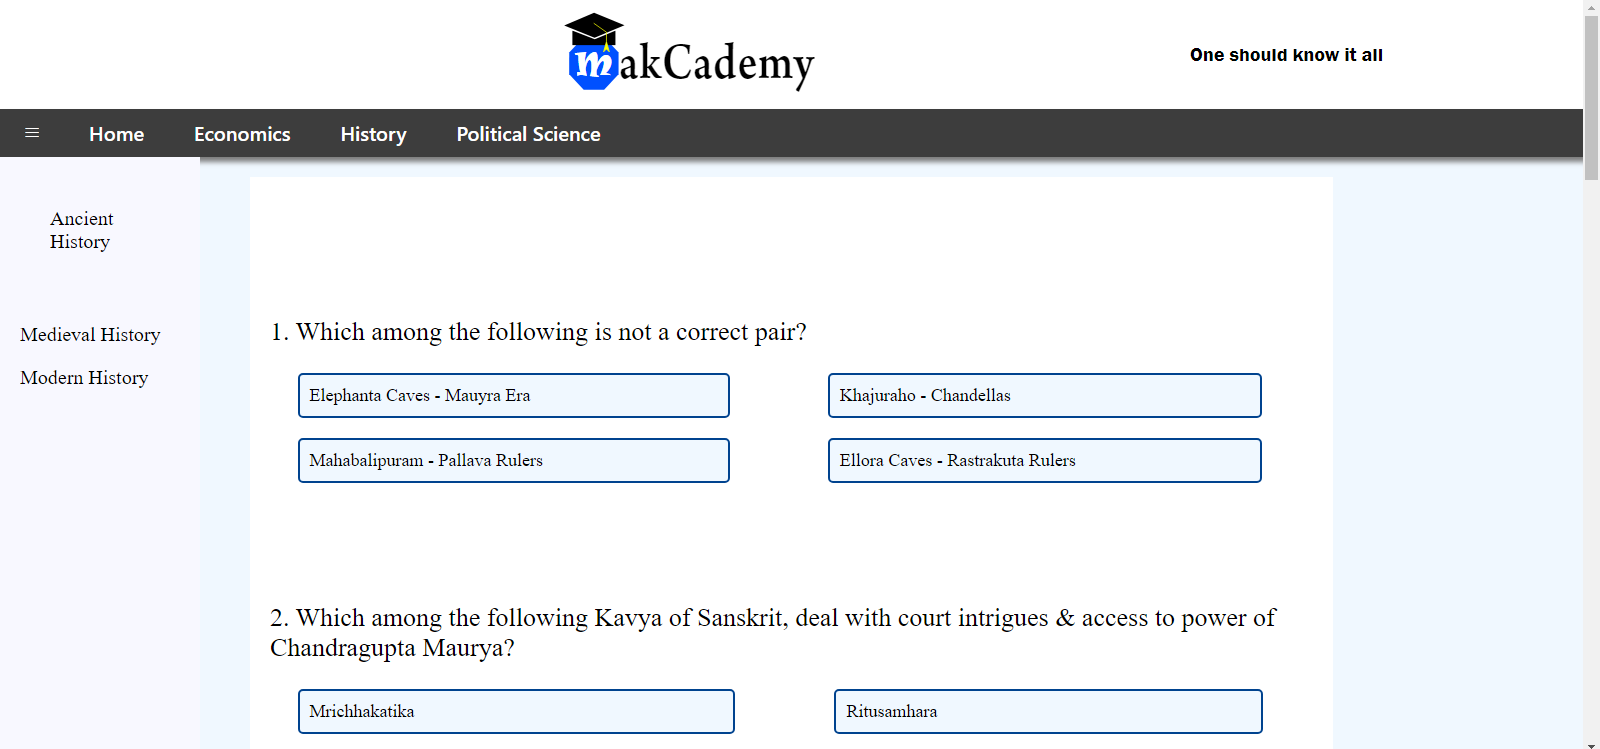 makCademy
One should know it all
≡ Home Economics History Political Science
Ancient
History
Medieval History
Modern History
1. Which among the following is not a correct pair?
Elephanta Caves - Mauyra Era
Khajuraho - Chandellas
Mahabalipuram - Pallava Rulers
Ellora Caves - Rastrakuta Rulers
2. Which among the following Kavya of Sanskrit, deal with court intrigues & access to power of
Chandragupta Maurya?
Mrichhakatika
Ritusamhara